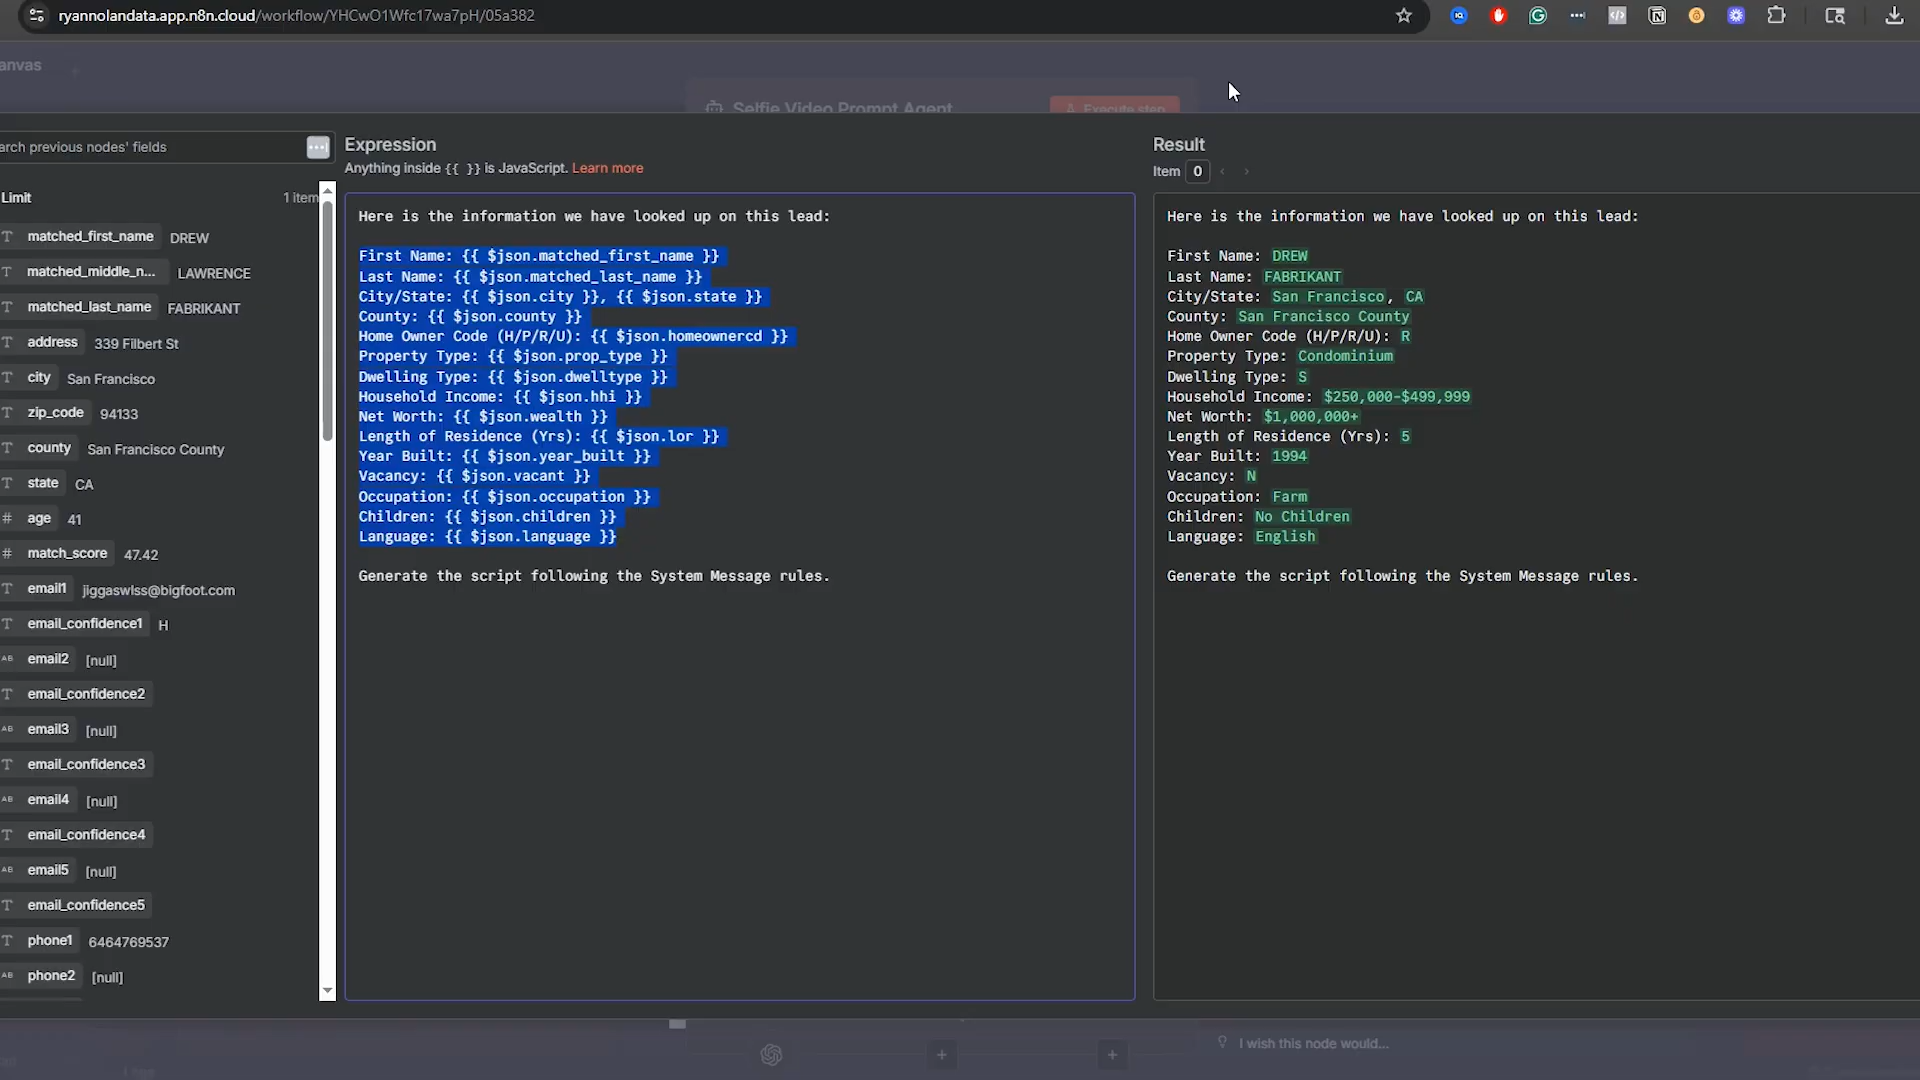 ryannolandata.app.n8n.cloud/workflow/YHCwO1Wfc17wa7pH/05a382
anvas
Selfie Video Prompt Agent
Execute step
arch previous nodes' fields
Limit
1 item
T matched_first_name DREW
T matched_middle_n... LAWRENCE
T matched_last_name FABRIKANT
T address 339 Filbert St
T city San Francisco
T zip_code 94133
T county San Francisco County
T state CA
# age 41
# match_score 47.42
T email1 jiggaswlss@bigfoot.com
T email_confidence1 H
AB email2 [null]
T email_confidence2
AB email3 [null]
T email_confidence3
AB email4 [null]
T email_confidence4
AB email5 [null]
T email_confidence5
T phone1 6464769537
AB phone2 [null]
Expression
Anything inside {{ }} is JavaScript. Learn more
Here is the information we have looked up on this lead:
First Name: {{ $json.matched_first_name }}
Last Name: {{ $json.matched_last_name }}
City/State: {{ $json.city }}, {{ $json.state }}
County: {{ $json.county }}
Home Owner Code (H/P/R/U): {{ $json.homeownercd }}
Property Type: {{ $json.prop_type }}
Dwelling Type: {{ $json.dwelltype }}
Household Income: {{ $json.hhi }}
Net Worth: {{ $json.wealth }}
Length of Residence (Yrs): {{ $json.lor }}
Year Built: {{ $json.year_built }}
Vacancy: {{ $json.vacant }}
Occupation: {{ $json.occupation }}
Children: {{ $json.children }}
Language: {{ $json.language }}
Generate the script following the System Message rules.
Result
Item 0 < >
Here is the information we have looked up on this lead:
First Name: DREW
Last Name: FABRIKANT
City/State: San Francisco, CA
County: San Francisco County
Home Owner Code (H/P/R/U): R
Property Type: Condominium
Dwelling Type: S
Household Income: $250,000-$499,999
Net Worth: $1,000,000+
Length of Residence (Yrs): 5
Year Built: 1994
Vacancy: N
Occupation: Farm
Children: No Children
Language: English
Generate the script following the System Message rules.
I wish this node would...